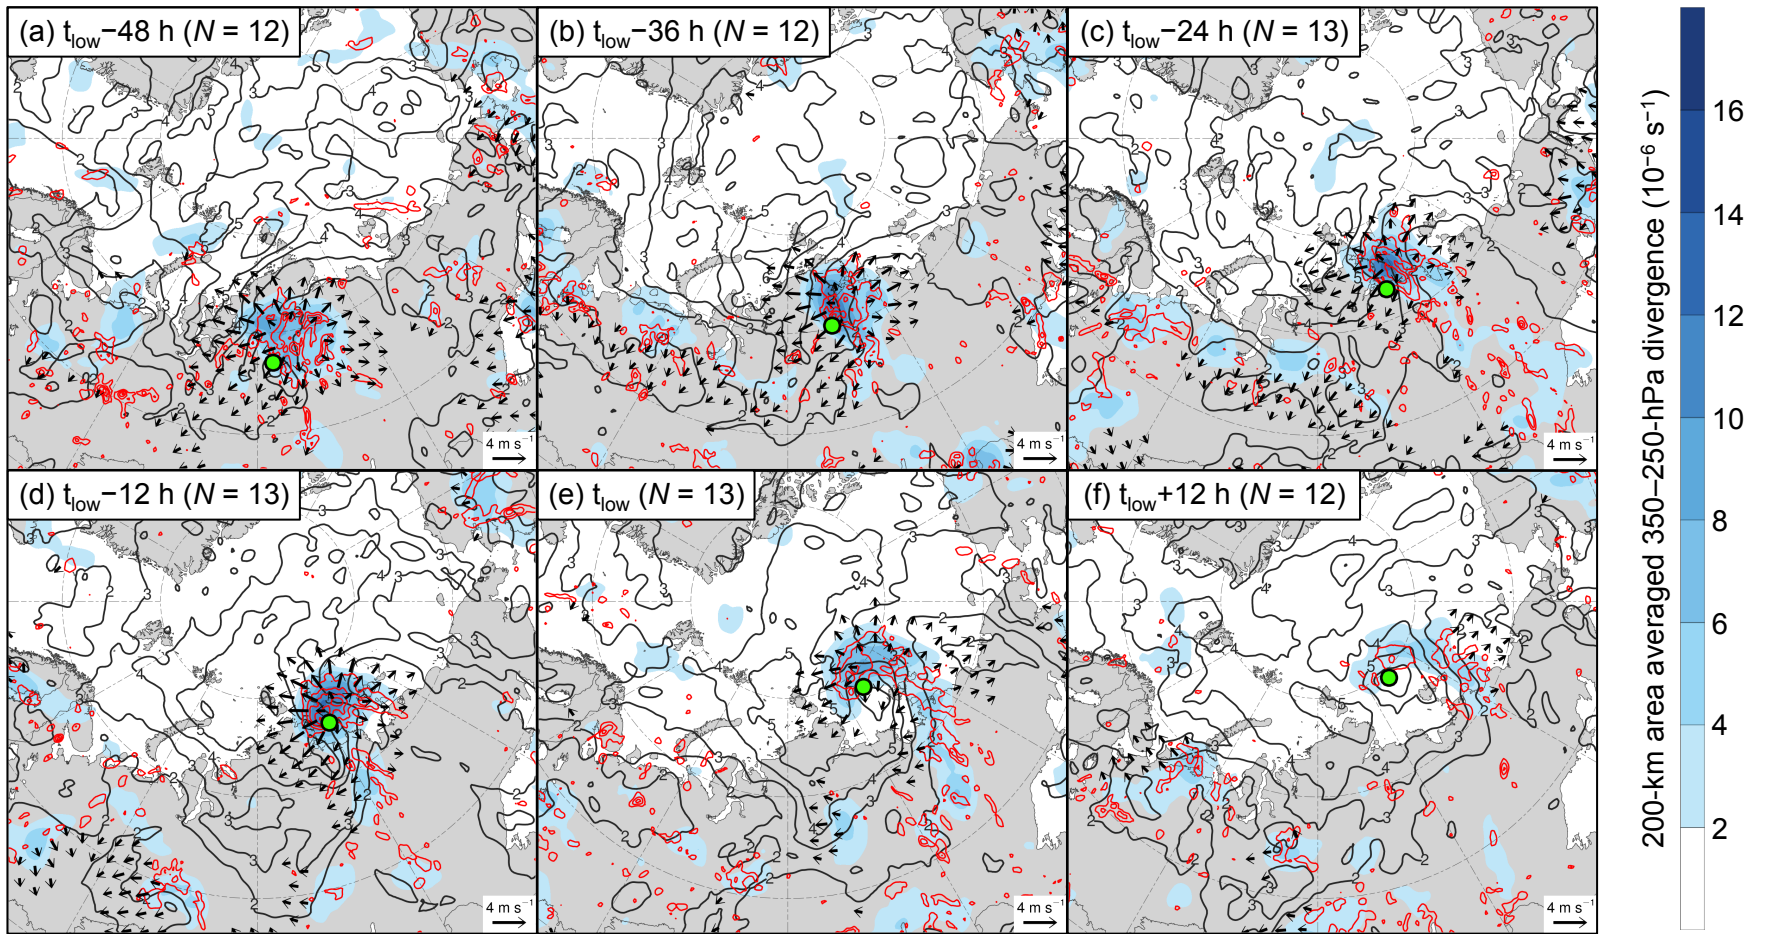 (a) t_low−48 h (N = 12)
(b) t_low−36 h (N = 12)
(c) t_low−24 h (N = 13)
4 m s⁻¹
4 m s⁻¹
4 m s⁻¹
(d) t_low−12 h (N = 13)
(e) t_low (N = 13)
(f) t_low+12 h (N = 12)
4 m s⁻¹
4 m s⁻¹
4 m s⁻¹
16
14
12
10
8
6
4
2
200-km area averaged 350–250-hPa divergence (10⁻⁶ s⁻¹)